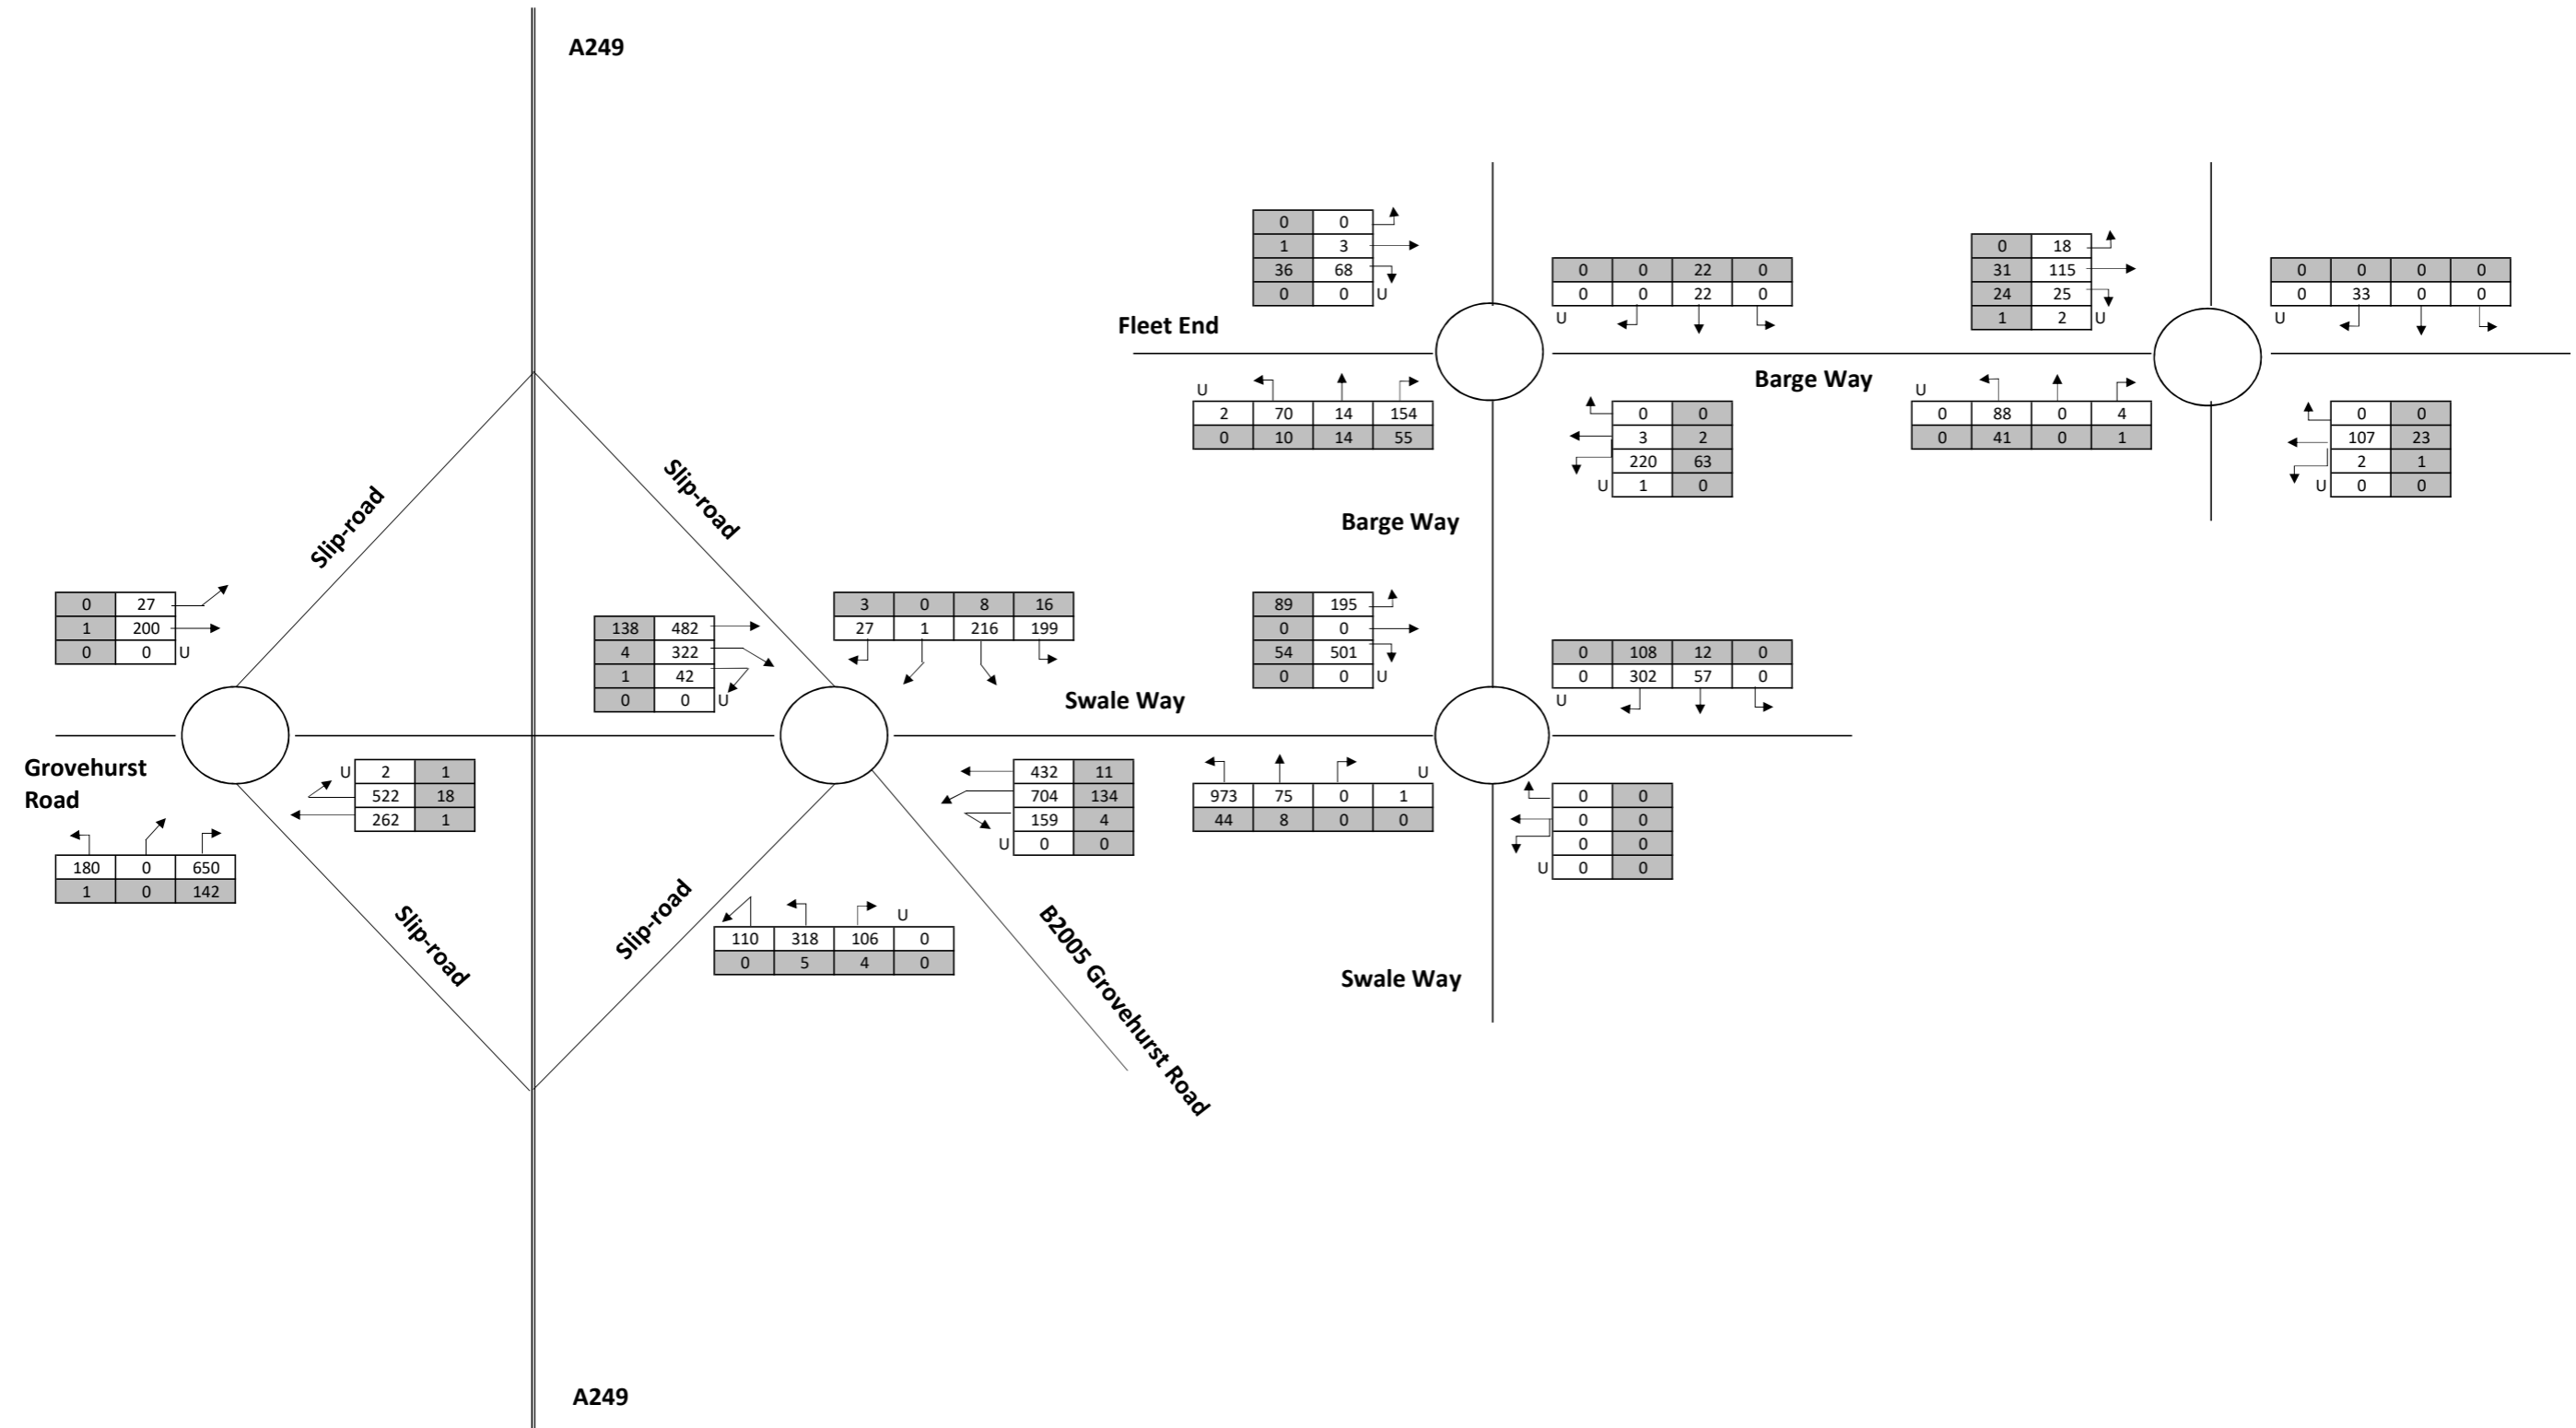 A249
0 0
1 3
36 68
0 0 U
0 0 22 0
0 0 22 0
U
0 18
31 115
24 25
1 2 U
0 0 0 0
0 33 0 0
U
Fleet End
U
2 70 14 154
0 10 14 55
Barge Way
0 0
3 2
220 63
U 1 0
U
0 88 0 4
0 41 0 1
0 0
107 23
2 1
U 0 0
Slip-road
Slip-road
Barge Way
0 27
1 200
0 0 U
138 482
4 322
1 42
0 0 U
3 0 8 16
27 1 216 199
Swale Way
89 195
0 0
54 501
0 0 U
0 108 12 0
0 302 57 0
U
Grovehurst
Road
U 2 1
522 18
262 1
180 0 650
1 0 142
432 11
704 134
159 4
U 0 0
U
973 75 0 1
44 8 0 0
0 0
0 0
0 0
U 0 0
Slip-road
Slip-road
U
110 318 106 0
0 5 4 0
B2005 Grovehurst Road
Swale Way
A249